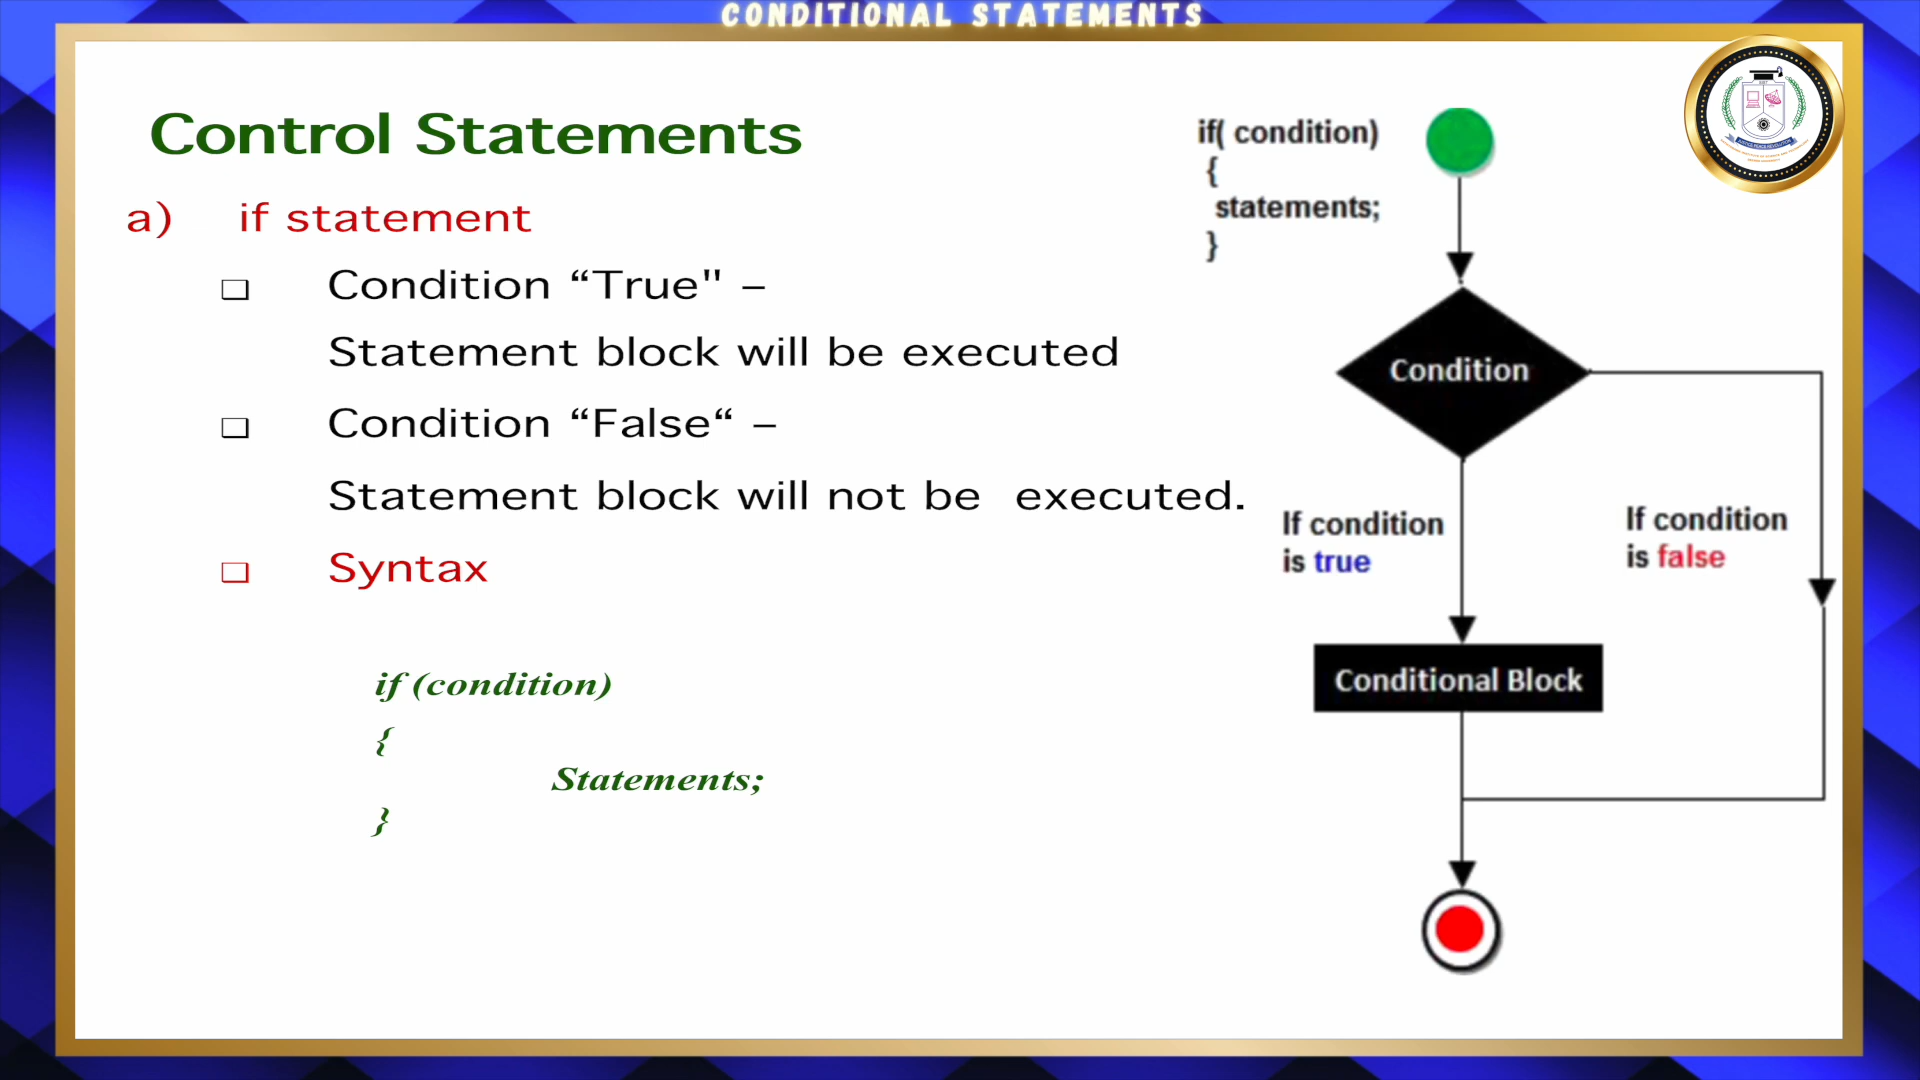 CONDITIONAL STATEMENTS
Control Statements
a) if statement
❑ Condition “True" –
Statement block will be executed
❑ Condition “False“ –
Statement block will not be  executed.
❑ Syntax
if (condition)
{
Statements;
}
if( condition)
{
statements;
}
Condition
If condition
is true
If condition
is false
Conditional Block